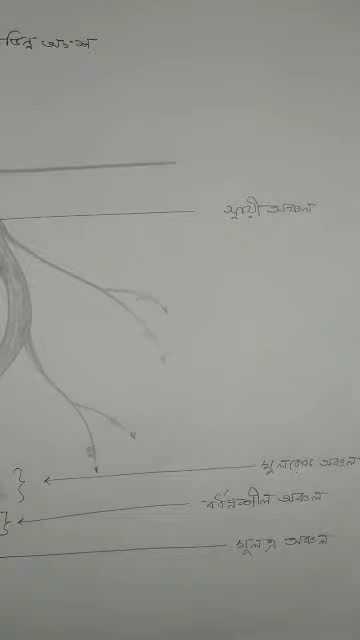 ভিন্ন অংশ
স্থায়ী অঞ্চল
মূলরোম অঞ্চল
বর্ধনশীল অঞ্চল
মূলত্র অঞ্চল